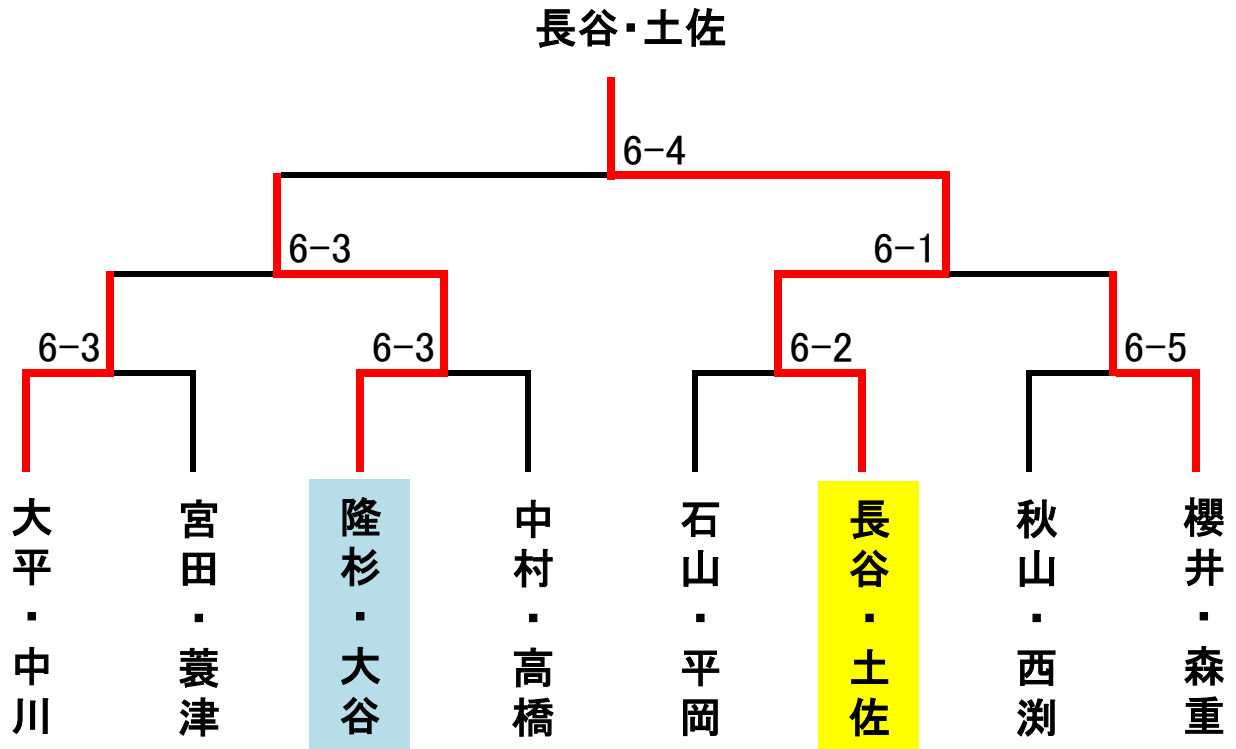 長谷・土佐
6-4
6-3
6-1
6-3
6-3
6-2
6-5
大平・中川
宮田・蓑津
隆杉・大谷
中村・高橋
石山・平岡
長谷・土佐
秋山・西渕
櫻井・森重